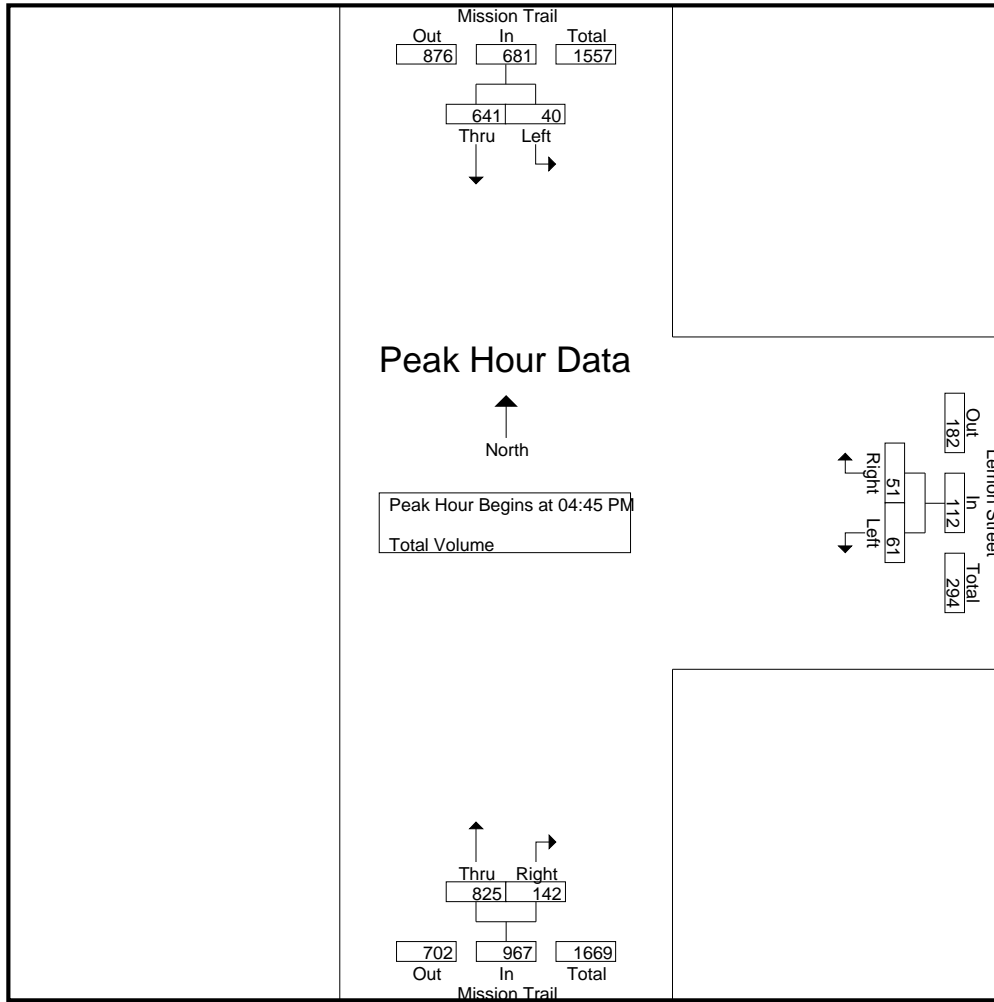 Mission Trail
Out In Total
876 681 1557
641 40
Thru Left
Peak Hour Data
North
Peak Hour Begins at 04:45 PM
Total Volume
Lemon Street
Out In Total
182 112 294
51 61
Right Left
Thru Right
825 142
702 967 1669
Out In Total
Mission Trail